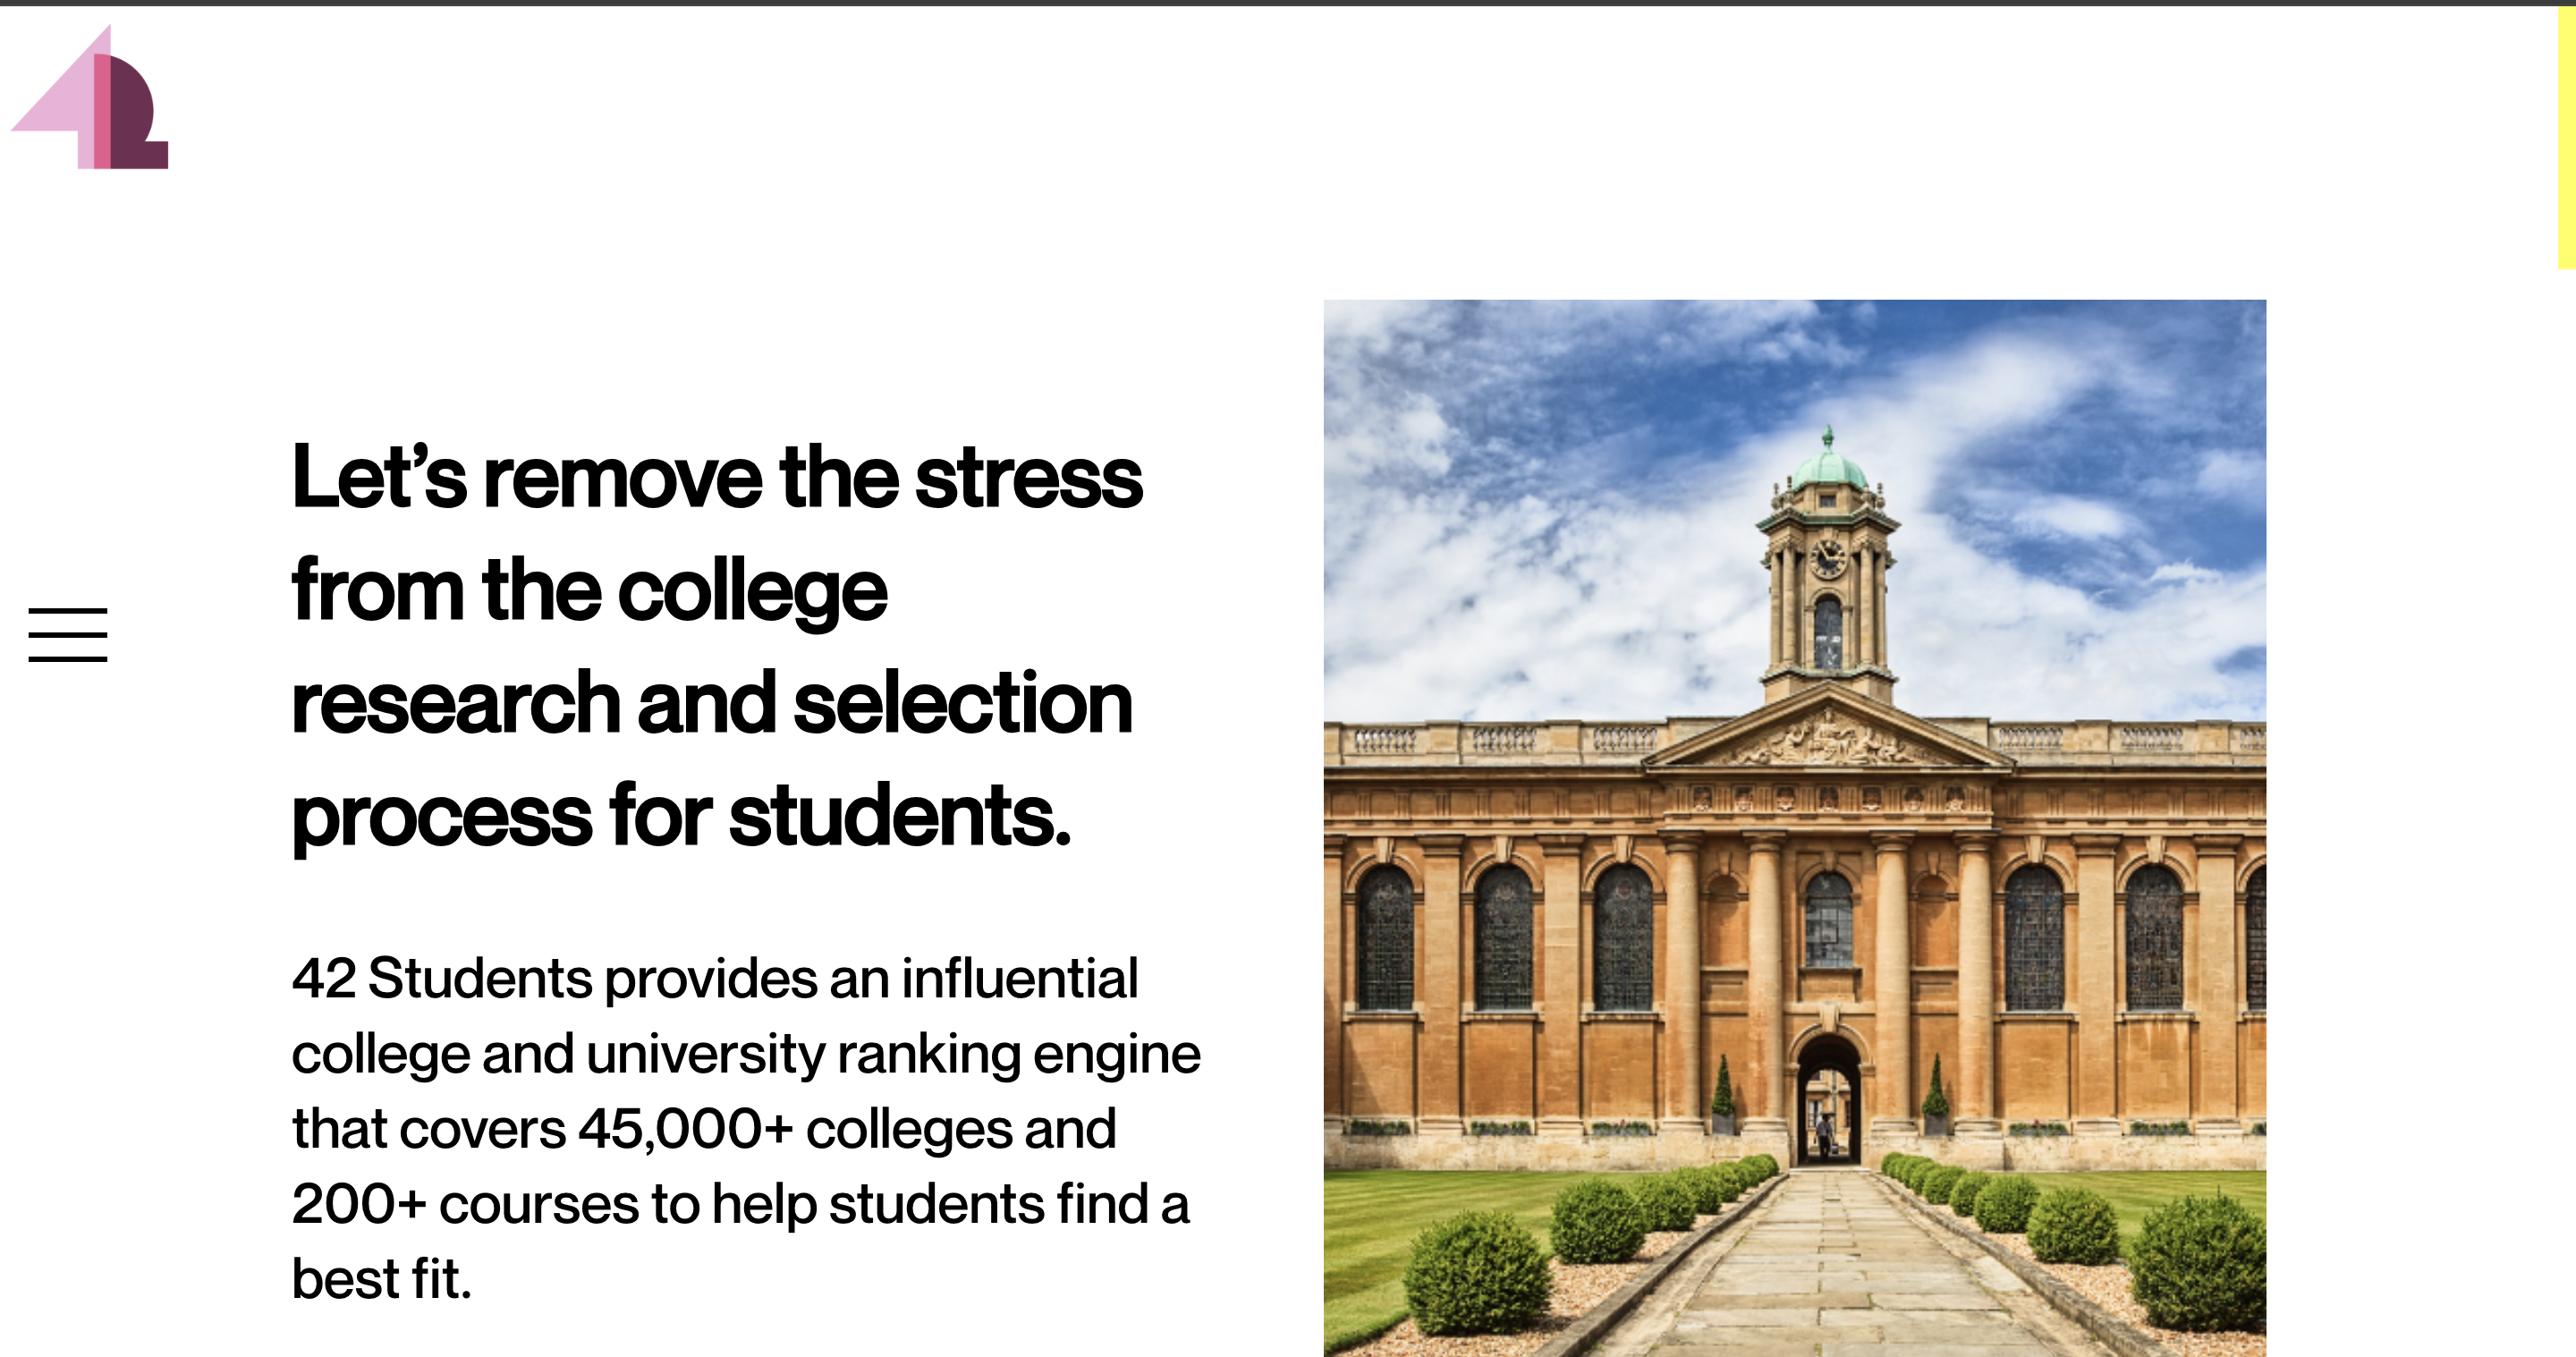 42
Let’s remove the stress
from the college
research and selection
process for students.
42 Students provides an influential
college and university ranking engine
that covers 45,000+ colleges and
200+ courses to help students find a
best fit.